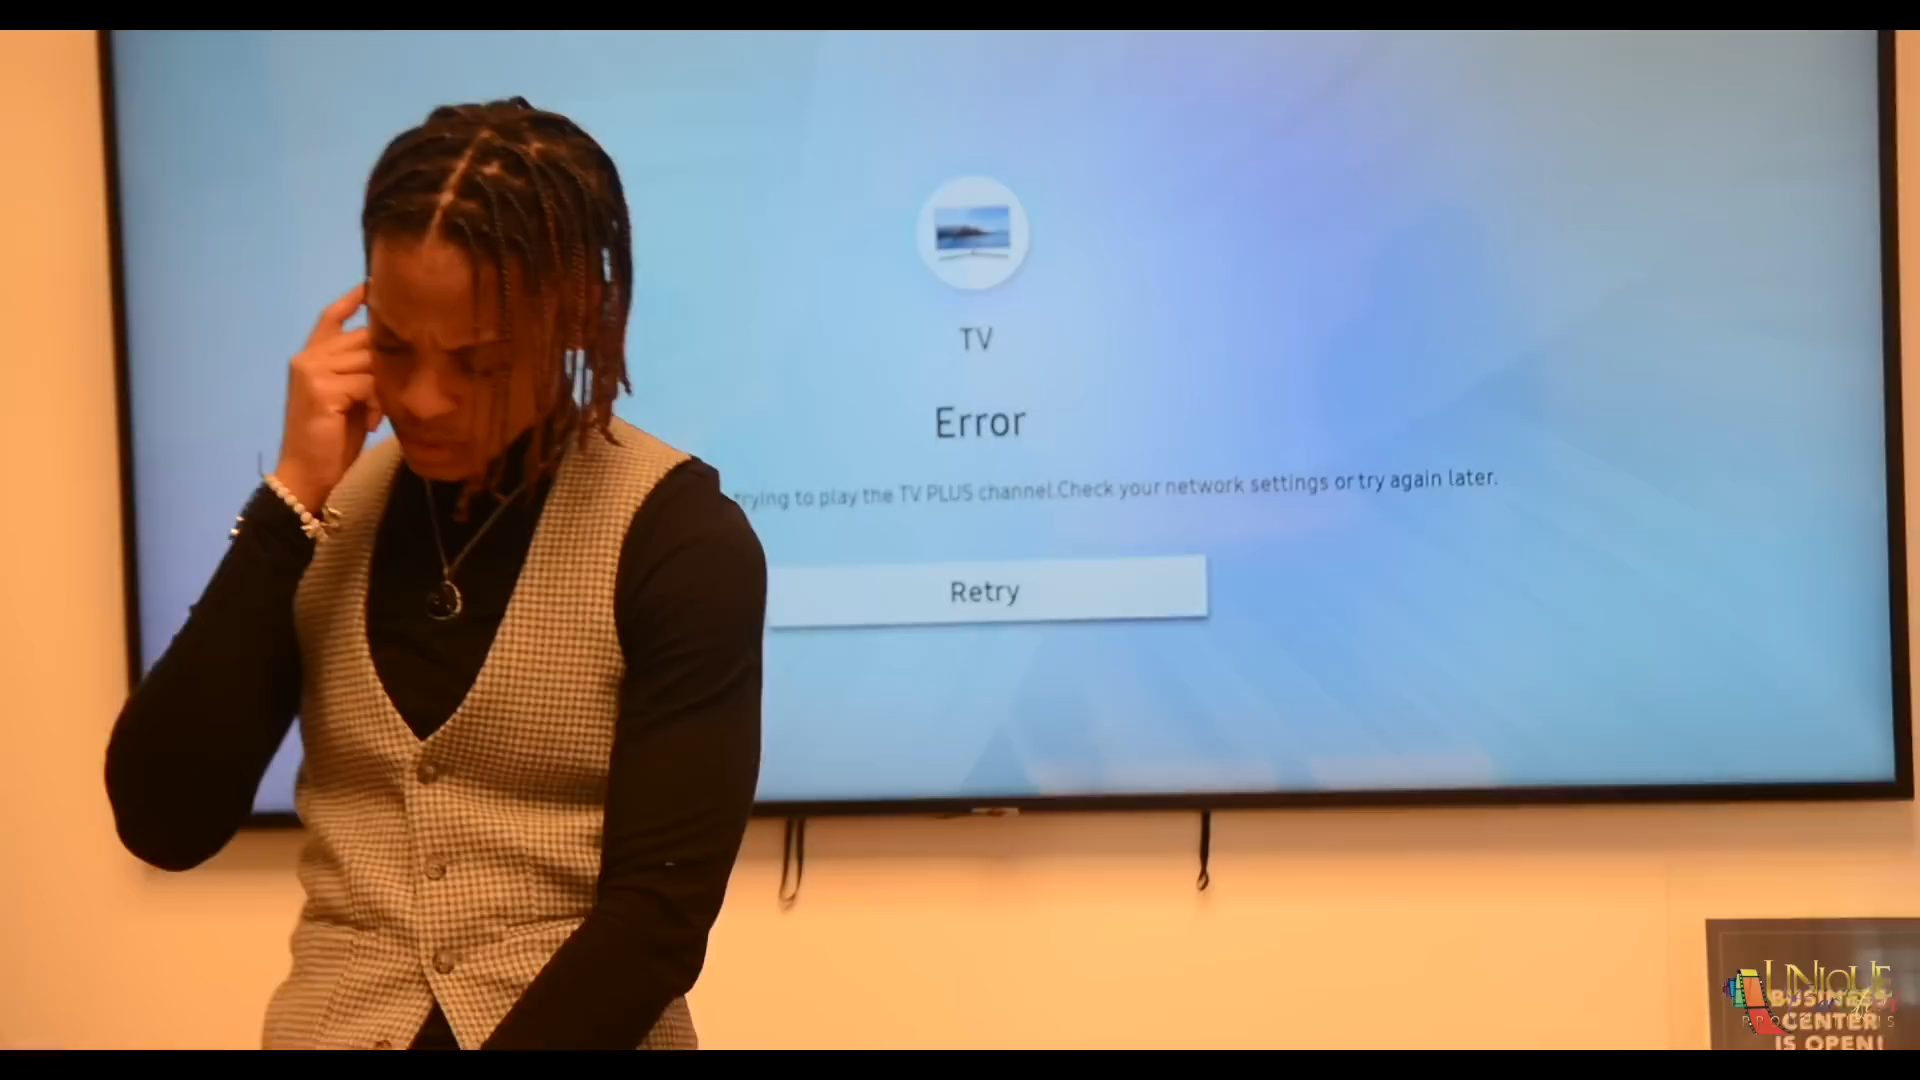 TV
Error
trying to play the TV PLUS channel.Check your network settings or try again later.
Retry
UNIQUE
BUSINESS
CENTER
IS OPEN!